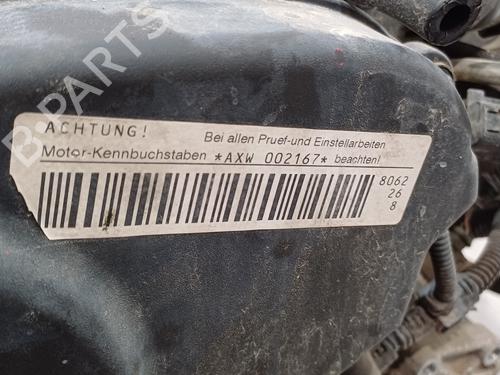 B-PARTS
ACHTUNG!
Bei allen Pruef-und Einstellarbeiten
Motor-Kennbuchstaben *AXW 002167* beachten!
8062
26
8